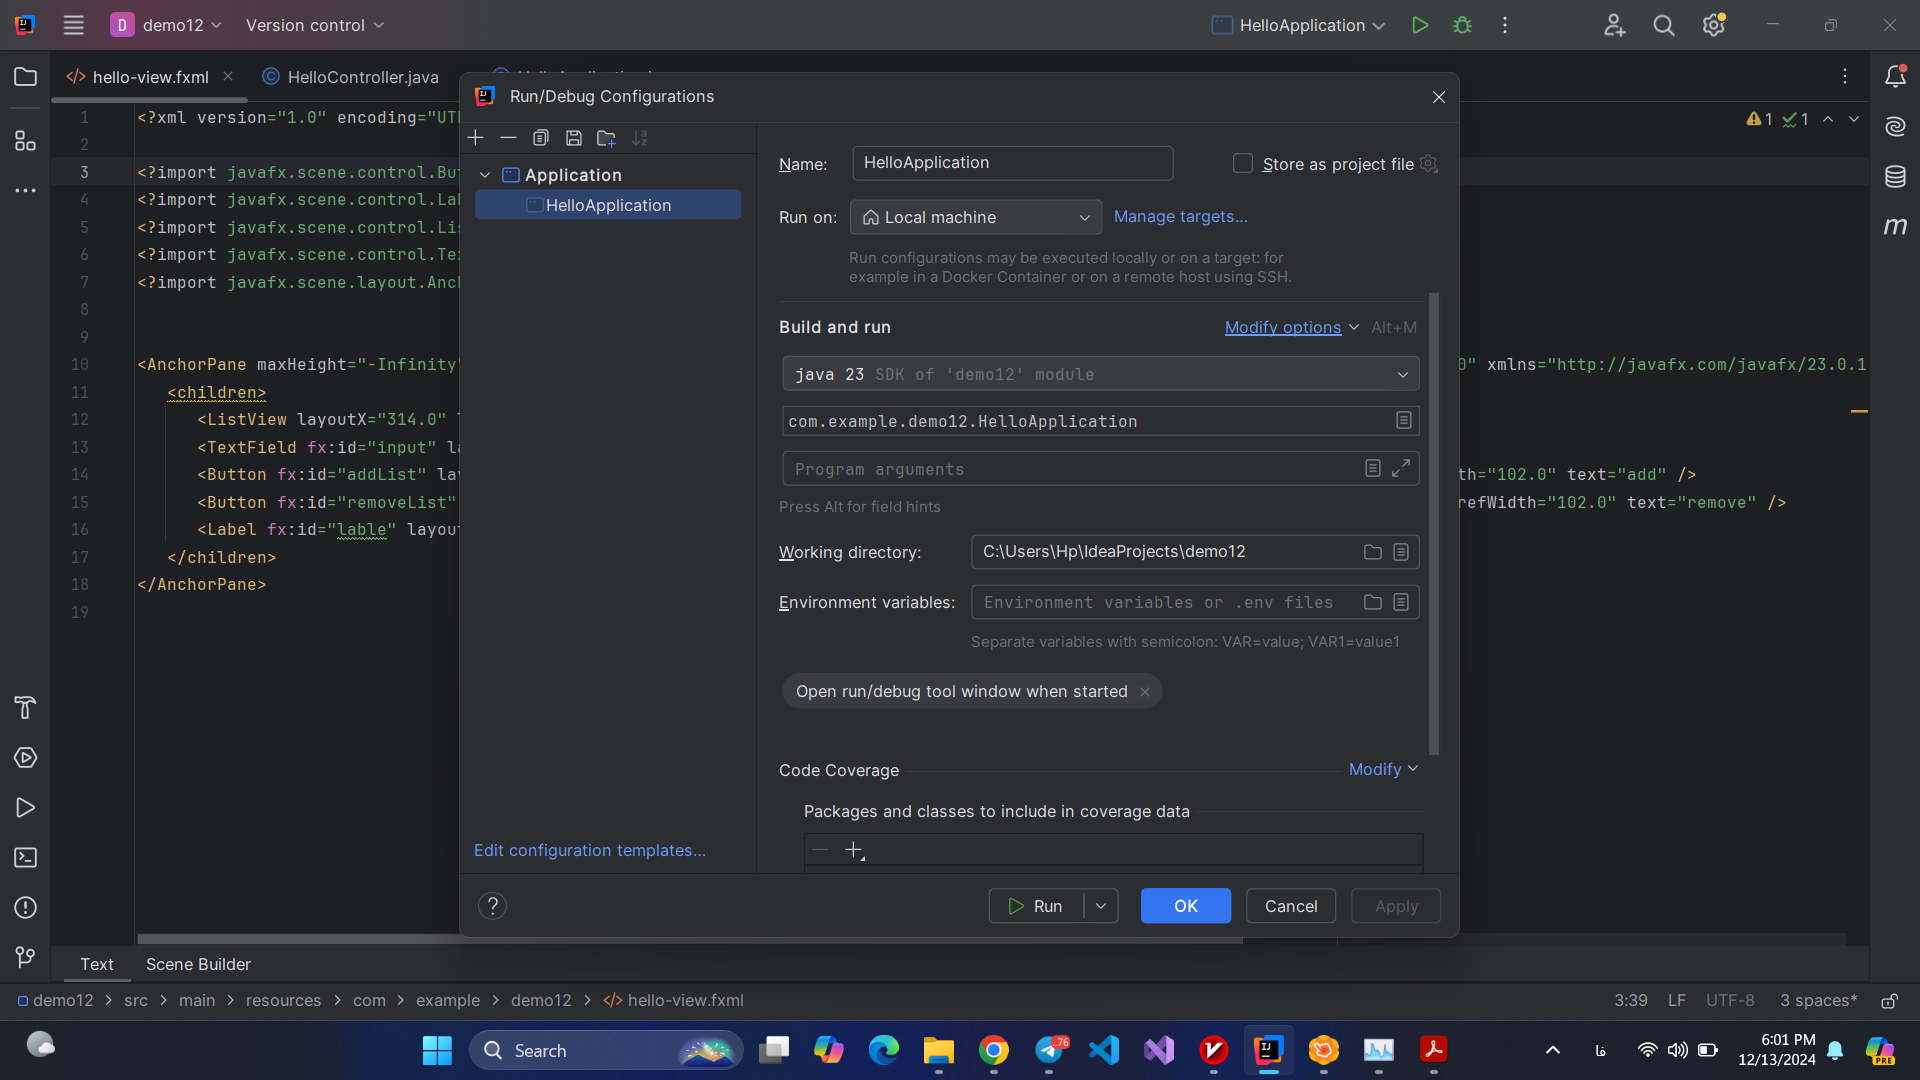 D demo12 Version control HelloApplication
hello-view.fxml HelloController.java
Run/Debug Configurations
1 <?xml version="1.0" encoding="UT
2
3 <?import javafx.scene.control.Bu
4 <?import javafx.scene.control.La
5 <?import javafx.scene.control.Li
6 <?import javafx.scene.control.Te
7 <?import javafx.scene.layout.Anc
8
9
10 <AnchorPane maxHeight="-Infinity"
11 <children>
12 <ListView layoutX="314.0"
13 <TextField fx:id="input" la
14 <Button fx:id="addList" la
15 <Button fx:id="removeList"
16 <Label fx:id="lable" layou
17 </children>
18 </AnchorPane>
19
1 1
0" xmlns="http://javafx.com/javafx/23.0.1
th="102.0" text="add" />
refWidth="102.0" text="remove" />
Application
HelloApplication
Edit configuration templates...
Name: HelloApplication Store as project file
Run on: Local machine Manage targets...
Run configurations may be executed locally or on a target: for
example in a Docker Container or on a remote host using SSH.
Build and run Modify options Alt+M
java 23 SDK of 'demo12' module
com.example.demo12.HelloApplication
Program arguments
Press Alt for field hints
Working directory: C:\Users\Hp\IdeaProjects\demo12
Environment variables: Environment variables or .env files
Separate variables with semicolon: VAR=value; VAR1=value1
Open run/debug tool window when started
Code Coverage Modify
Packages and classes to include in coverage data
? Run OK Cancel Apply
Text Scene Builder
demo12 > src > main > resources > com > example > demo12 > hello-view.fxml
3:39 LF UTF-8 3 spaces*
Search
.76
فا
6:01 PM
12/13/2024
PRE